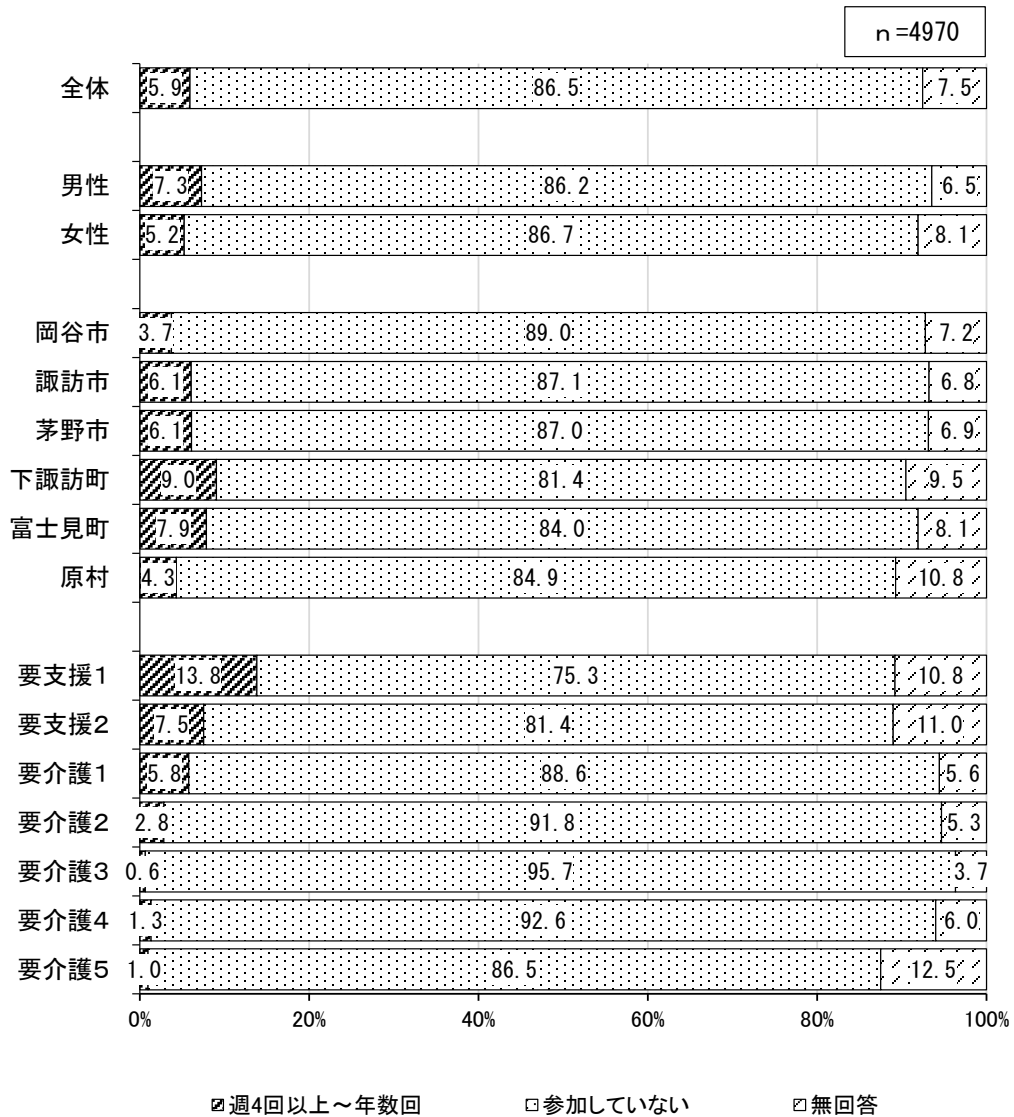 n=4970
全体 5.9 86.5 7.5
男性 7.3 86.2 6.5
女性 5.2 86.7 8.1
岡谷市 3.7 89.0 7.2
諏訪市 6.1 87.1 6.8
茅野市 6.1 87.0 6.9
下諏訪町 9.0 81.4 9.5
富士見町 7.9 84.0 8.1
原村 4.3 84.9 10.8
要支援1 13.8 75.3 10.8
要支援2 7.5 81.4 11.0
要介護1 5.8 88.6 5.6
要介護2 2.8 91.8 5.3
要介護3 0.6 95.7 3.7
要介護4 1.3 92.6 6.0
要介護5 1.0 86.5 12.5
0% 20% 40% 60% 80% 100%
週4回以上～年数回 参加していない 無回答